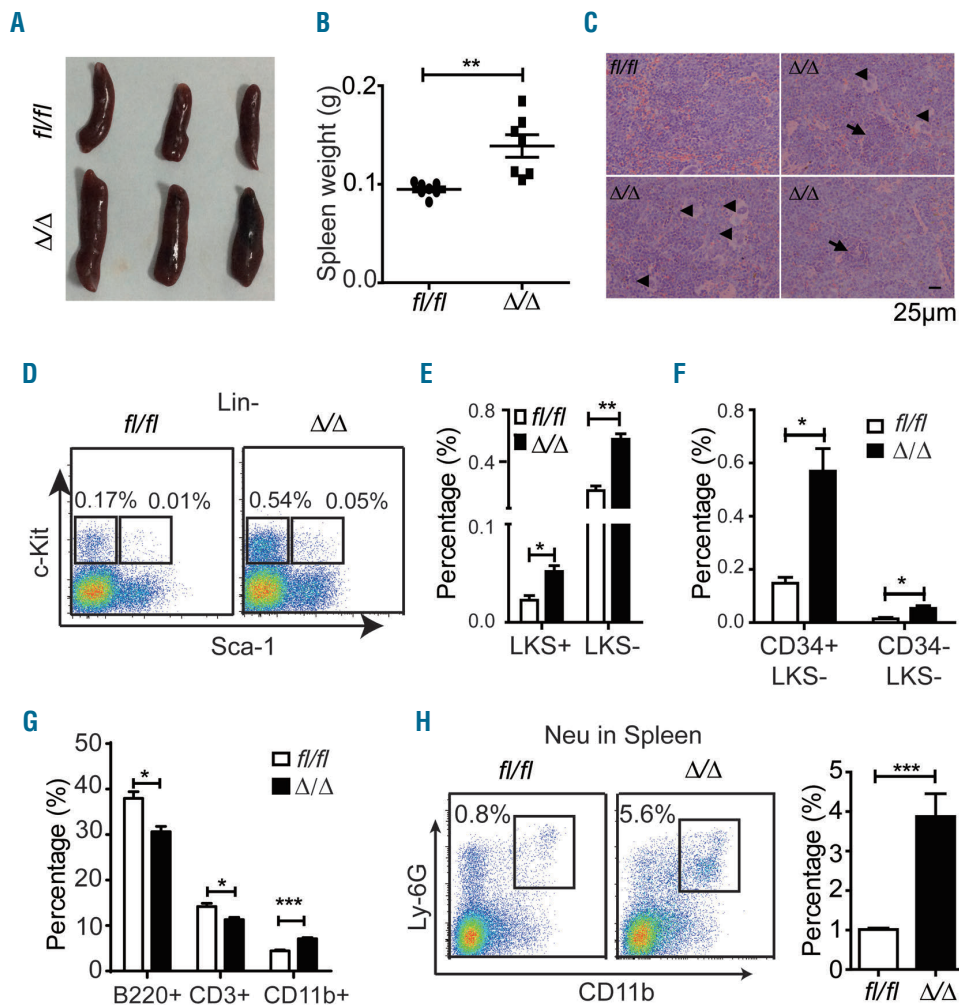 A
fl/fl
Δ/Δ
B
**
Spleen weight (g)
0.2
0.1
0.0
fl/fl
Δ/Δ
C
fl/fl
Δ/Δ
Δ/Δ
Δ/Δ
25µm
D
Lin-
fl/fl
Δ/Δ
0.17% 0.01%
0.54% 0.05%
c-Kit
Sca-1
E
Percentage (%)
0.8
0.4
0.1
0.0
fl/fl
Δ/Δ
*
**
LKS+ LKS-
F
Percentage (%)
0.8
0.6
0.4
0.2
0.0
fl/fl
Δ/Δ
*
*
CD34+ CD34-
LKS- LKS-
G
Percentage (%)
50
40
30
20
10
0
fl/fl
Δ/Δ
*
*
***
B220+ CD3+ CD11b+
H
Neu in Spleen
fl/fl
Δ/Δ
0.8%
5.6%
Ly-6G
CD11b
Percentage (%)
5
4
3
2
1
0
***
fl/fl
Δ/Δ